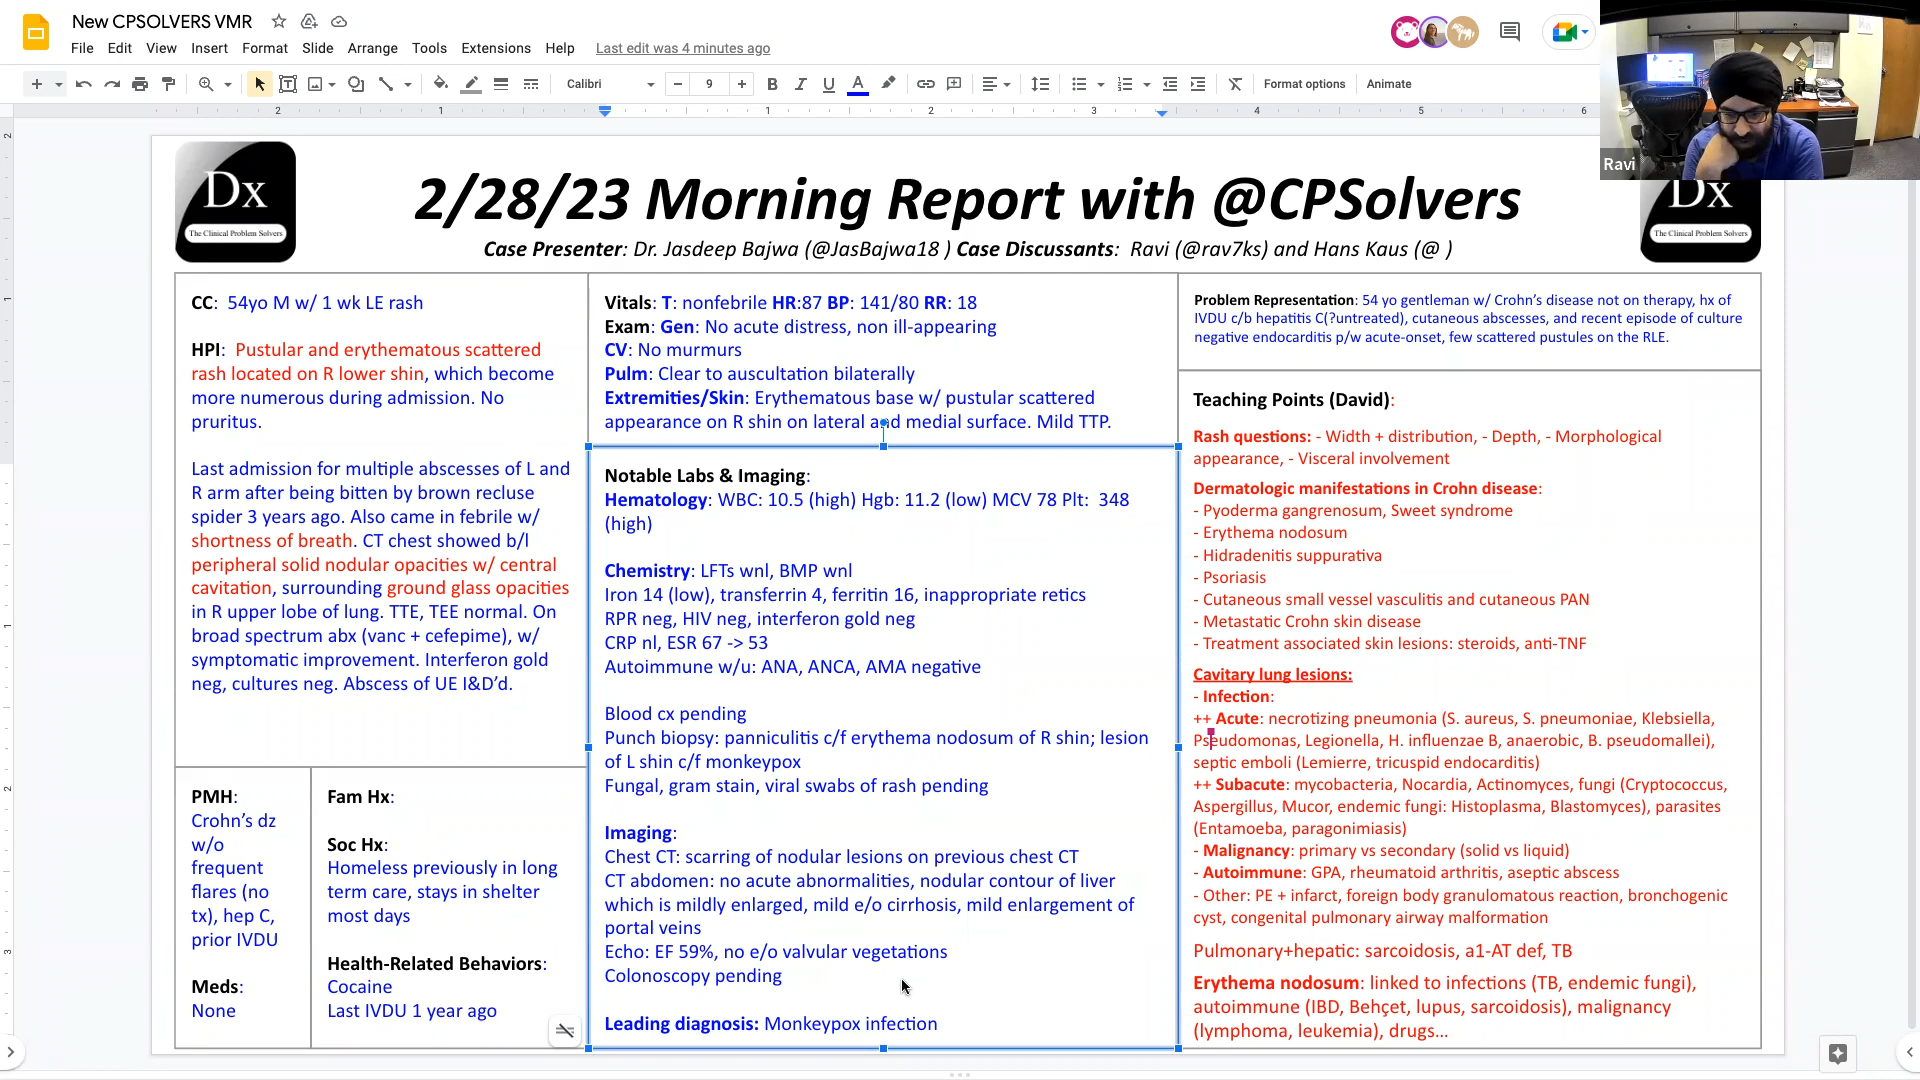 New CPSOLVERS VMR
File Edit View Insert Format Slide Arrange Tools Extensions Help Last edit was 4 minutes ago
Calibri 9 Format options Animate
2 1 1 2 3 4 5 6
Ravi
Dx
The Clinical Problem Solvers
2/28/23 Morning Report with @CPSolvers
Case Presenter: Dr. Jasdeep Bajwa (@JasBajwa18 ) Case Discussants: Ravi (@rav7ks) and Hans Kaus (@ )
Dx
The Clinical Problem Solvers
CC: 54yo M w/ 1 wk LE rash
HPI: Pustular and erythematous scattered
rash located on R lower shin, which become
more numerous during admission. No
pruritus.
Last admission for multiple abscesses of L and
R arm after being bitten by brown recluse
spider 3 years ago. Also came in febrile w/
shortness of breath. CT chest showed b/l
peripheral solid nodular opacities w/ central
cavitation, surrounding ground glass opacities
in R upper lobe of lung. TTE, TEE normal. On
broad spectrum abx (vanc + cefepime), w/
symptomatic improvement. Interferon gold
neg, cultures neg. Abscess of UE I&D'd.
PMH:
Crohn's dz
w/o
frequent
flares (no
tx), hep C,
prior IVDU
Meds:
None
Fam Hx:
Soc Hx:
Homeless previously in long
term care, stays in shelter
most days
Health-Related Behaviors:
Cocaine
Last IVDU 1 year ago
Vitals: T: nonfebrile HR:87 BP: 141/80 RR: 18
Exam: Gen: No acute distress, non ill-appearing
CV: No murmurs
Pulm: Clear to auscultation bilaterally
Extremities/Skin: Erythematous base w/ pustular scattered
appearance on R shin on lateral and medial surface. Mild TTP.
Notable Labs & Imaging:
Hematology: WBC: 10.5 (high) Hgb: 11.2 (low) MCV 78 Plt: 348
(high)
Chemistry: LFTs wnl, BMP wnl
Iron 14 (low), transferrin 4, ferritin 16, inappropriate retics
RPR neg, HIV neg, interferon gold neg
CRP nl, ESR 67 -> 53
Autoimmune w/u: ANA, ANCA, AMA negative
Blood cx pending
Punch biopsy: panniculitis c/f erythema nodosum of R shin; lesion
of L shin c/f monkeypox
Fungal, gram stain, viral swabs of rash pending
Imaging:
Chest CT: scarring of nodular lesions on previous chest CT
CT abdomen: no acute abnormalities, nodular contour of liver
which is mildly enlarged, mild e/o cirrhosis, mild enlargement of
portal veins
Echo: EF 59%, no e/o valvular vegetations
Colonoscopy pending
Leading diagnosis: Monkeypox infection
Problem Representation: 54 yo gentleman w/ Crohn's disease not on therapy, hx of
IVDU c/b hepatitis C(?untreated), cutaneous abscesses, and recent episode of culture
negative endocarditis p/w acute-onset, few scattered pustules on the RLE.
Teaching Points (David):
Rash questions: - Width + distribution, - Depth, - Morphological
appearance, - Visceral involvement
Dermatologic manifestations in Crohn disease:
- Pyoderma gangrenosum, Sweet syndrome
- Erythema nodosum
- Hidradenitis suppurativa
- Psoriasis
- Cutaneous small vessel vasculitis and cutaneous PAN
- Metastatic Crohn skin disease
- Treatment associated skin lesions: steroids, anti-TNF
Cavitary lung lesions:
- Infection:
++ Acute: necrotizing pneumonia (S. aureus, S. pneumoniae, Klebsiella,
Pseudomonas, Legionella, H. influenzae B, anaerobic, B. pseudomallei),
septic emboli (Lemierre, tricuspid endocarditis)
++ Subacute: mycobacteria, Nocardia, Actinomyces, fungi (Cryptococcus,
Aspergillus, Mucor, endemic fungi: Histoplasma, Blastomyces), parasites
(Entamoeba, paragonimiasis)
- Malignancy: primary vs secondary (solid vs liquid)
- Autoimmune: GPA, rheumatoid arthritis, aseptic abscess
- Other: PE + infarct, foreign body granulomatous reaction, bronchogenic
cyst, congenital pulmonary airway malformation
Pulmonary+hepatic: sarcoidosis, a1-AT def, TB
Erythema nodosum: linked to infections (TB, endemic fungi),
autoimmune (IBD, Behçet, lupus, sarcoidosis), malignancy
(lymphoma, leukemia), drugs...